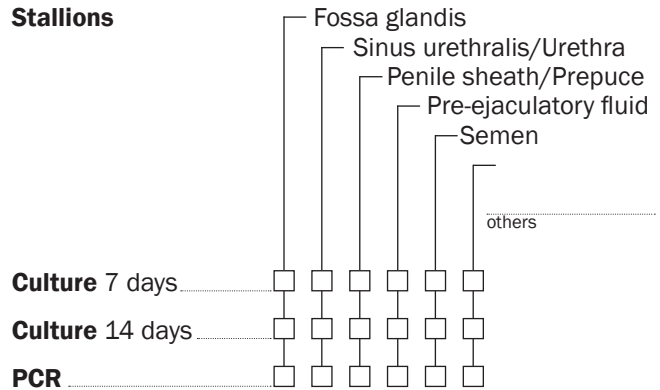 Stallions
Fossa glandis
Sinus urethralis/Urethra
Penile sheath/Prepuce
Pre-ejaculatory fluid
Semen
others
Culture 7 days
Culture 14 days
PCR